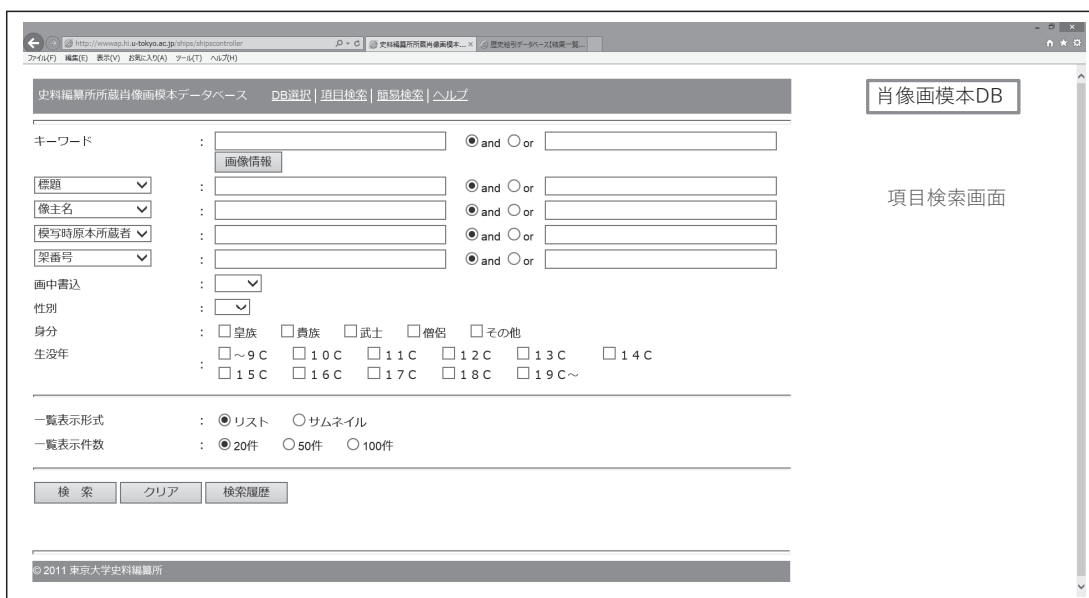 http://wwwap.hi.u-tokyo.ac.jp/ships/shipscontroller 史料編纂所所蔵肖像画模本... × 歴史絵引データベース[検索一覧...
ファイル(F) 編集(E) 表示(V) お気に入り(A) ツール(T) ヘルプ(H)
史料編纂所所蔵肖像画模本データベース DB選択 | 項目検索 | 簡易検索 | ヘルプ
肖像画模本DB
項目検索画面
キーワード : and or
画像情報
標題 : and or
像主名 : and or
模写時原本所蔵者 : and or
架番号 : and or
画中書込 :
性別 :
身分 : 皇族 貴族 武士 僧侶 その他
生没年 : ～9C 10C 11C 12C 13C 14C
15C 16C 17C 18C 19C～
一覧表示形式 : リスト サムネイル
一覧表示件数 : 20件 50件 100件
検 索 クリア 検索履歴
© 2011 東京大学史料編纂所